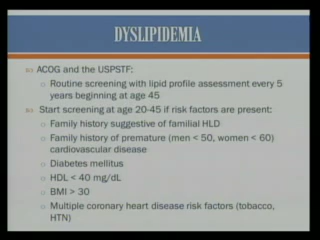 DYSLIPIDEMIA
ACOG and the USPSTF:
Routine screening with lipid profile assessment every 5
years beginning at age 45
Start screening at age 20-45 if risk factors are present:
Family history suggestive of familial HLD
Family history of premature (men < 50, women < 60)
cardiovascular disease
Diabetes mellitus
HDL < 40 mg/dL
BMI > 30
Multiple coronary heart disease risk factors (tobacco,
HTN)